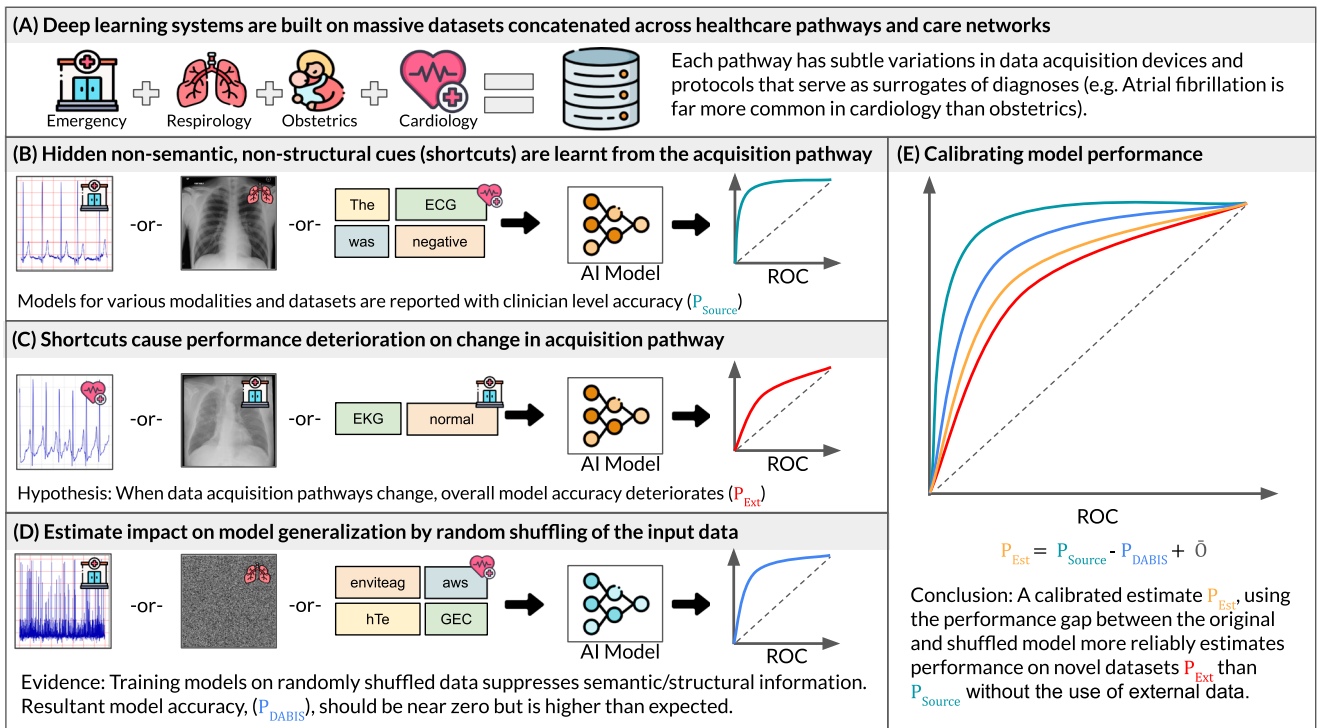 (A) Deep learning systems are built on massive datasets concatenated across healthcare pathways and care networks
Emergency
Respirology
Obstetrics
Cardiology
Each pathway has subtle variations in data acquisition devices and
protocols that serve as surrogates of diagnoses (e.g. Atrial fibrillation is
far more common in cardiology than obstetrics).
(B) Hidden non-semantic, non-structural cues (shortcuts) are learnt from the acquisition pathway
-or-
-or-
The
ECG
was
negative
AI Model
ROC
Models for various modalities and datasets are reported with clinician level accuracy (P_Source)
(C) Shortcuts cause performance deterioration on change in acquisition pathway
-or-
-or-
EKG
normal
AI Model
ROC
Hypothesis: When data acquisition pathways change, overall model accuracy deteriorates (P_Ext)
(D) Estimate impact on model generalization by random shuffling of the input data
-or-
-or-
enviteag
aws
hTe
GEC
AI Model
ROC
Evidence: Training models on randomly shuffled data suppresses semantic/structural information.
Resultant model accuracy, (P_DABIS), should be near zero but is higher than expected.
(E) Calibrating model performance
ROC
P_Est = P_Source - P_DABIS + Ō
Conclusion: A calibrated estimate P_Est, using
the performance gap between the original
and shuffled model more reliably estimates
performance on novel datasets P_Ext than
P_Source without the use of external data.